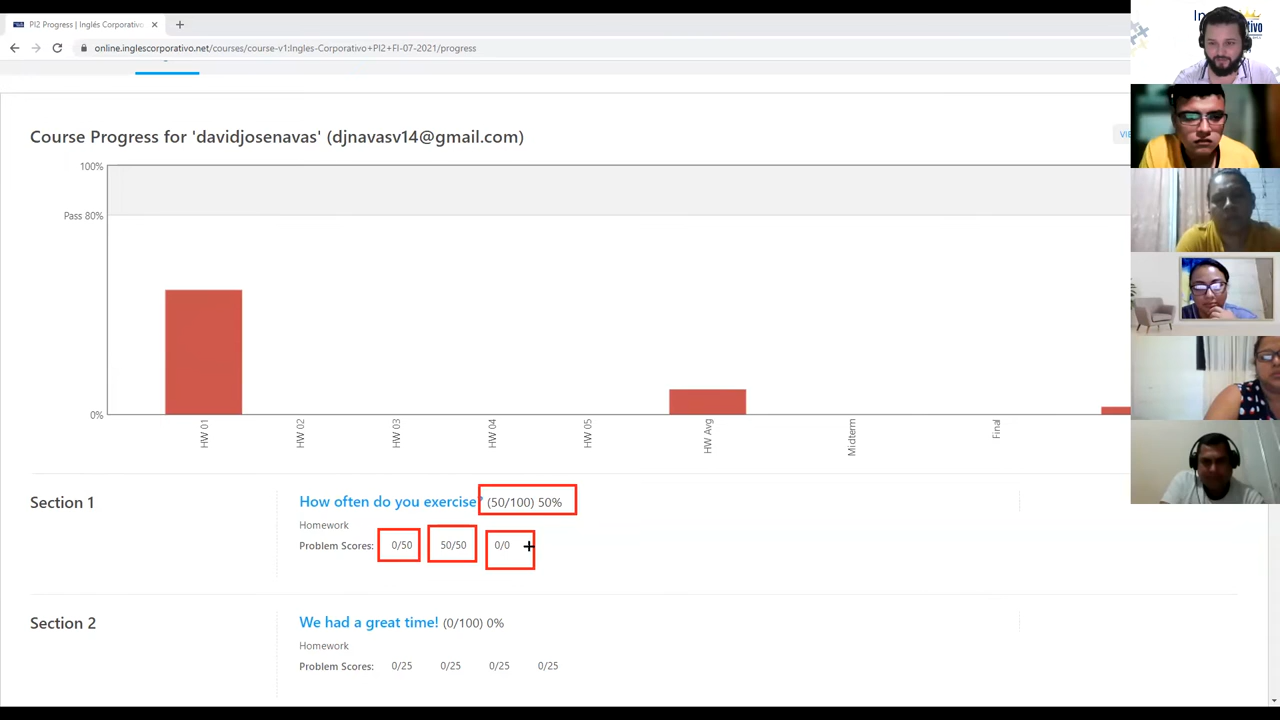 PI2 Progress | Inglés Corporativo
online.inglescorporativo.net/courses/course-v1:Ingles-Corporativo+PI2+FI-07-2021/progress
Course Progress for 'davidjosenavas' (djnavasv14@gmail.com)
VIE
100%
Pass 80%
0%
HW 01
HW 02
HW 03
HW 04
HW 05
HW Avg
Midterm
Final
Section 1
How often do you exercise? (50/100) 50%
Homework
Problem Scores: 0/50 50/50 0/0
Section 2
We had a great time! (0/100) 0%
Homework
Problem Scores: 0/25 0/25 0/25 0/25